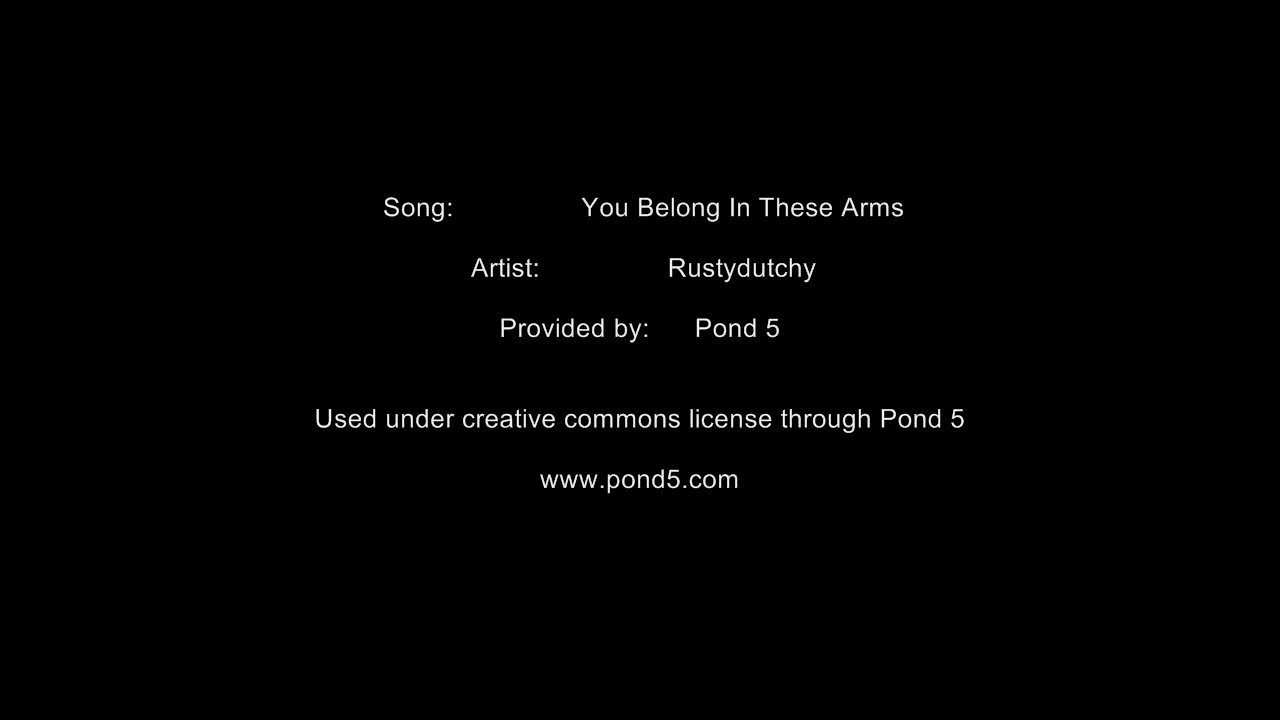 Song: You Belong In These Arms
Artist: Rustydutchy
Provided by: Pond 5
Used under creative commons license through Pond 5
www.pond5.com